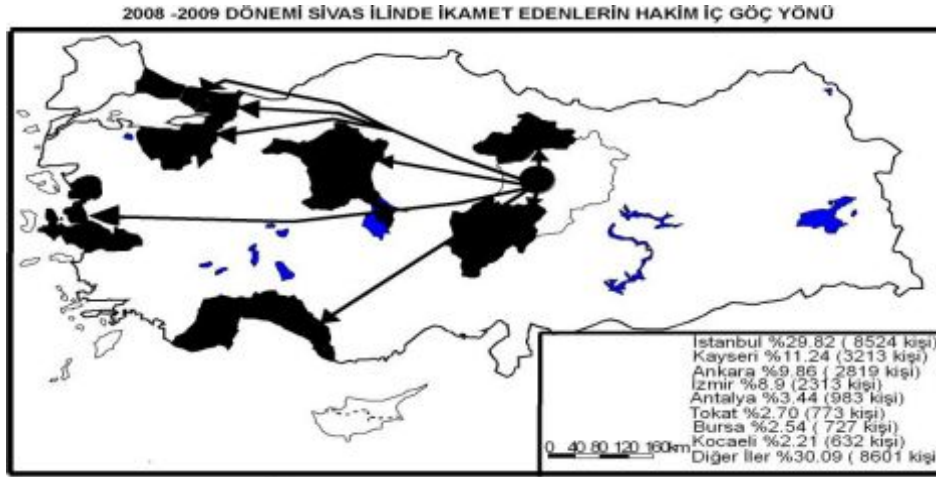 2008 -2009 DÖNEMİ SİVAS İLİNDE İKAMET EDENLERİN HAKİM İÇ GÖÇ YÖNÜ
İstanbul %29.82 ( 8524 kişi)
Kayseri %11.24 (3213 kişi)
Ankara %9.86 ( 2819 kişi)
İzmir %8.9 (2313 kişi)
Antalya %3.44 (983 kişi)
Tokat %2.70 (773 kişi)
Bursa %2.54 ( 727 kişi)
Kocaeli %2.21 (632 kişi)
0 40 80 120 160km
Diğer İller %30.09 ( 8601 kişi